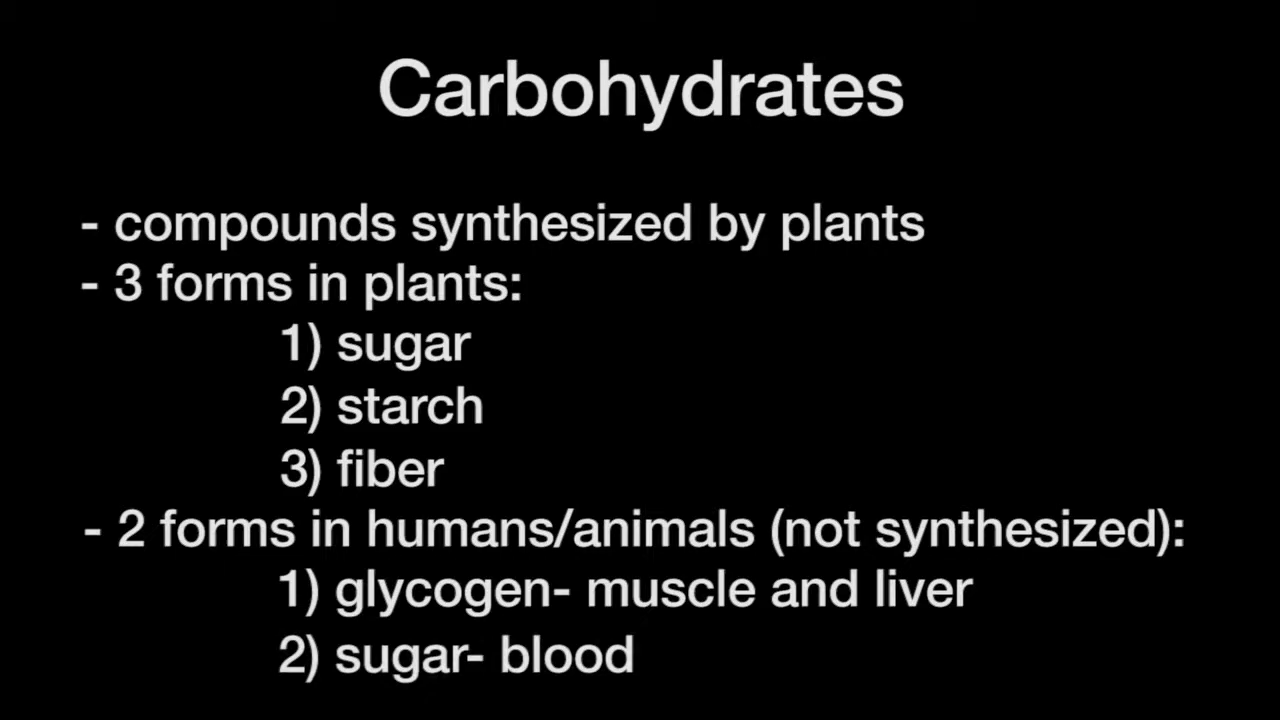 Carbohydrates
- compounds synthesized by plants
- 3 forms in plants:
1) sugar
2) starch
3) fiber
- 2 forms in humans/animals (not synthesized):
1) glycogen- muscle and liver
2) sugar- blood